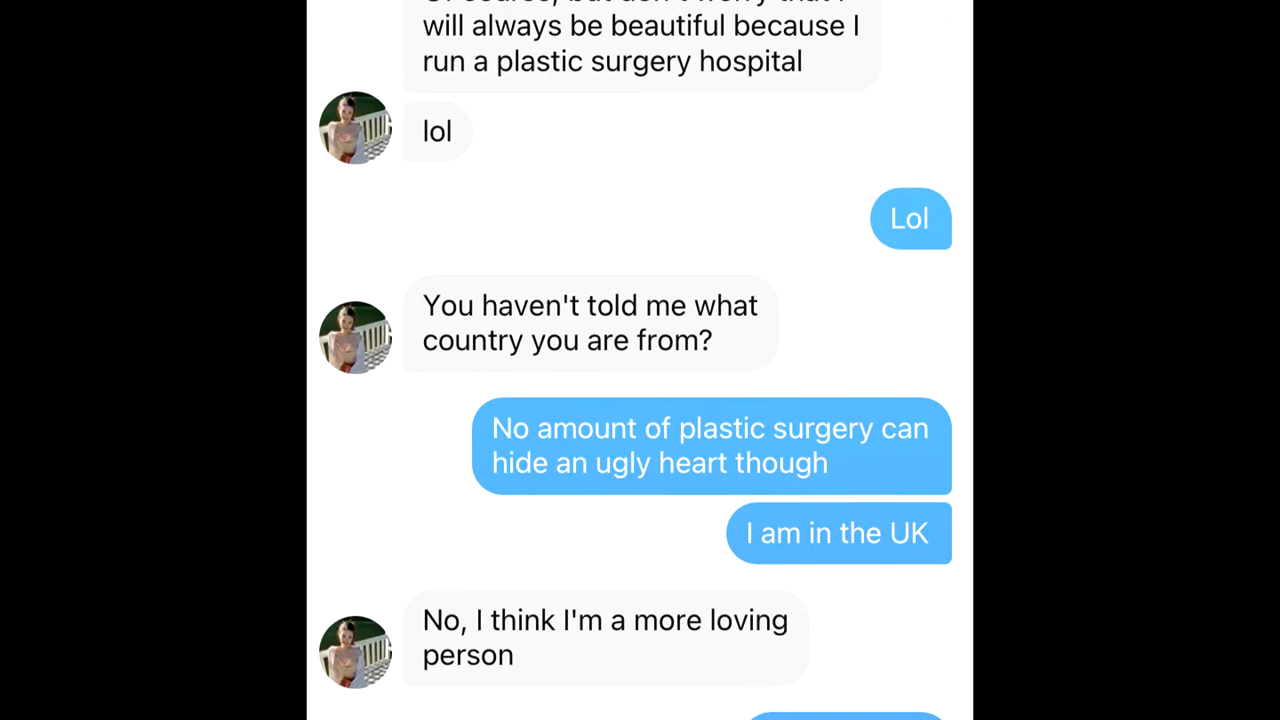 will always be beautiful because I
run a plastic surgery hospital
lol
Lol
You haven't told me what
country you are from?
No amount of plastic surgery can
hide an ugly heart though
I am in the UK
No, I think I'm a more loving
person